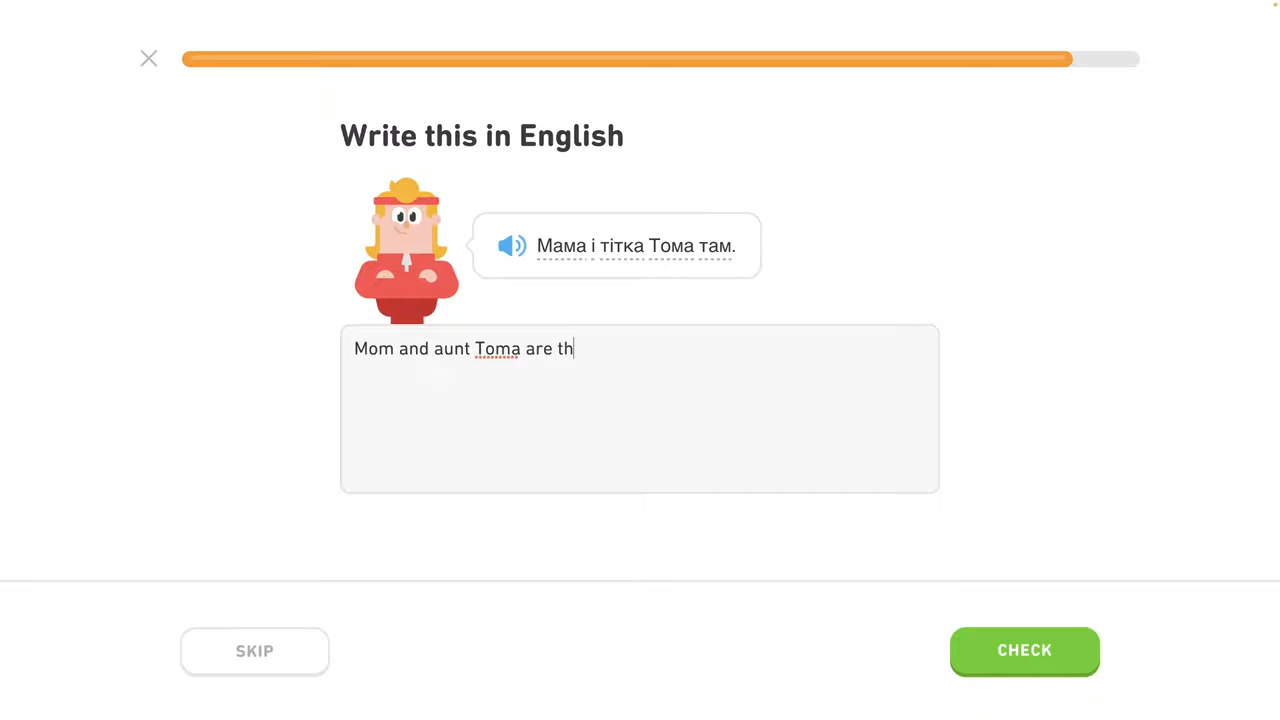 Write this in English
Мама і тітка Тома там.
Mom and aunt Toma are th
SKIP
CHECK